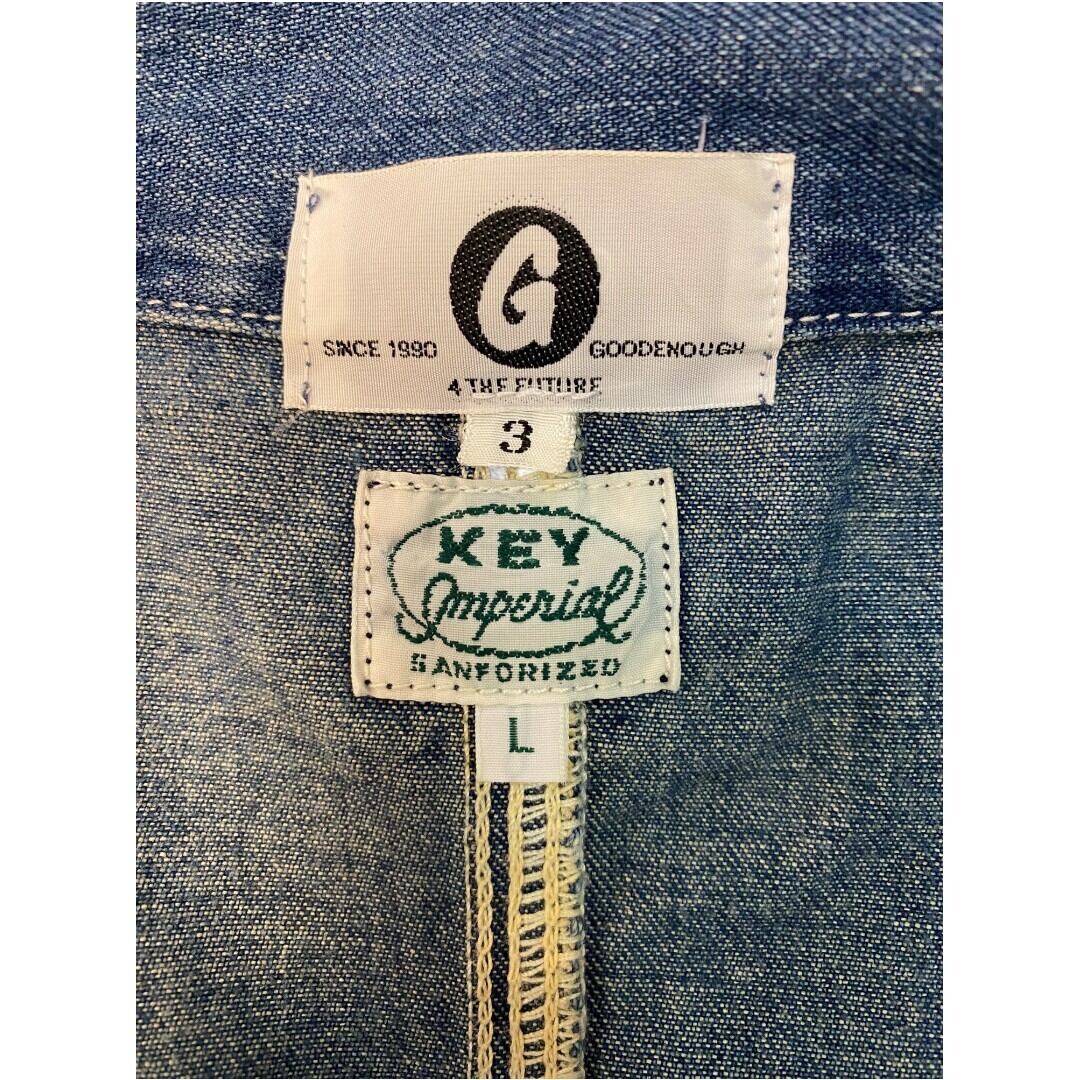 G
SINCE 1990 GOODENOUGH
4 THE FUTURE
3
KEY
Imperial
SANFORIZED
L